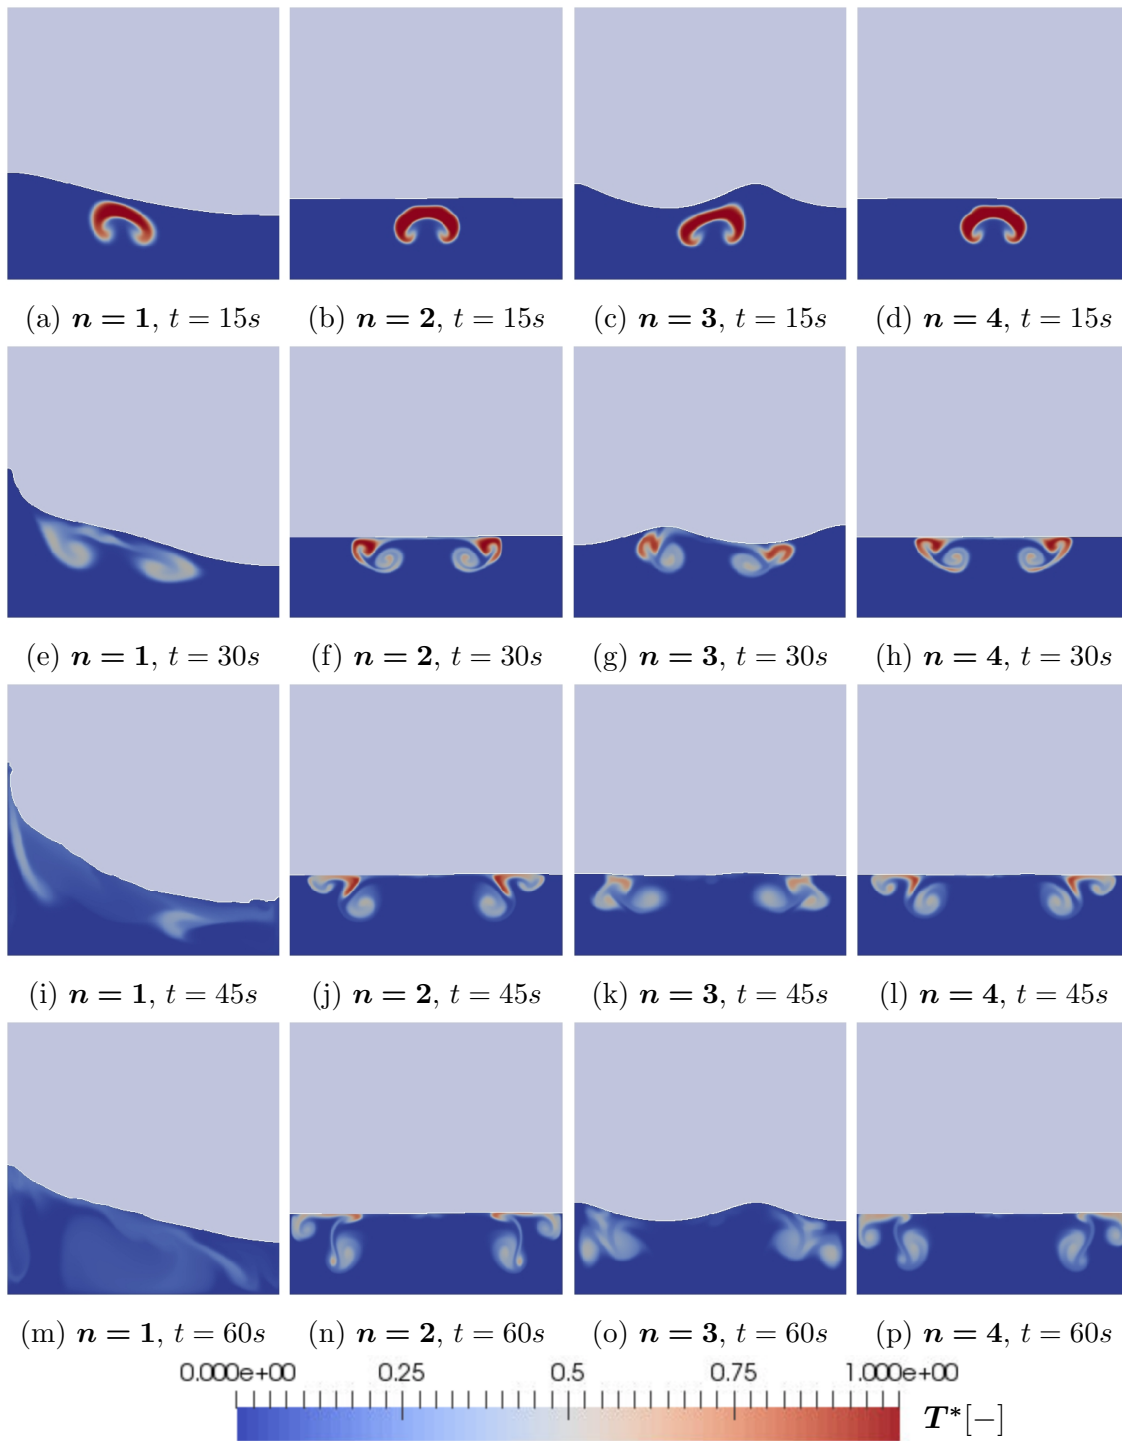 (a) n = 1, t = 15s (b) n = 2, t = 15s (c) n = 3, t = 15s (d) n = 4, t = 15s
(e) n = 1, t = 30s (f) n = 2, t = 30s (g) n = 3, t = 30s (h) n = 4, t = 30s
(i) n = 1, t = 45s (j) n = 2, t = 45s (k) n = 3, t = 45s (l) n = 4, t = 45s
(m) n = 1, t = 60s (n) n = 2, t = 60s (o) n = 3, t = 60s (p) n = 4, t = 60s
0.000e+00 0.25 0.5 0.75 1.000e+00
T*[−]